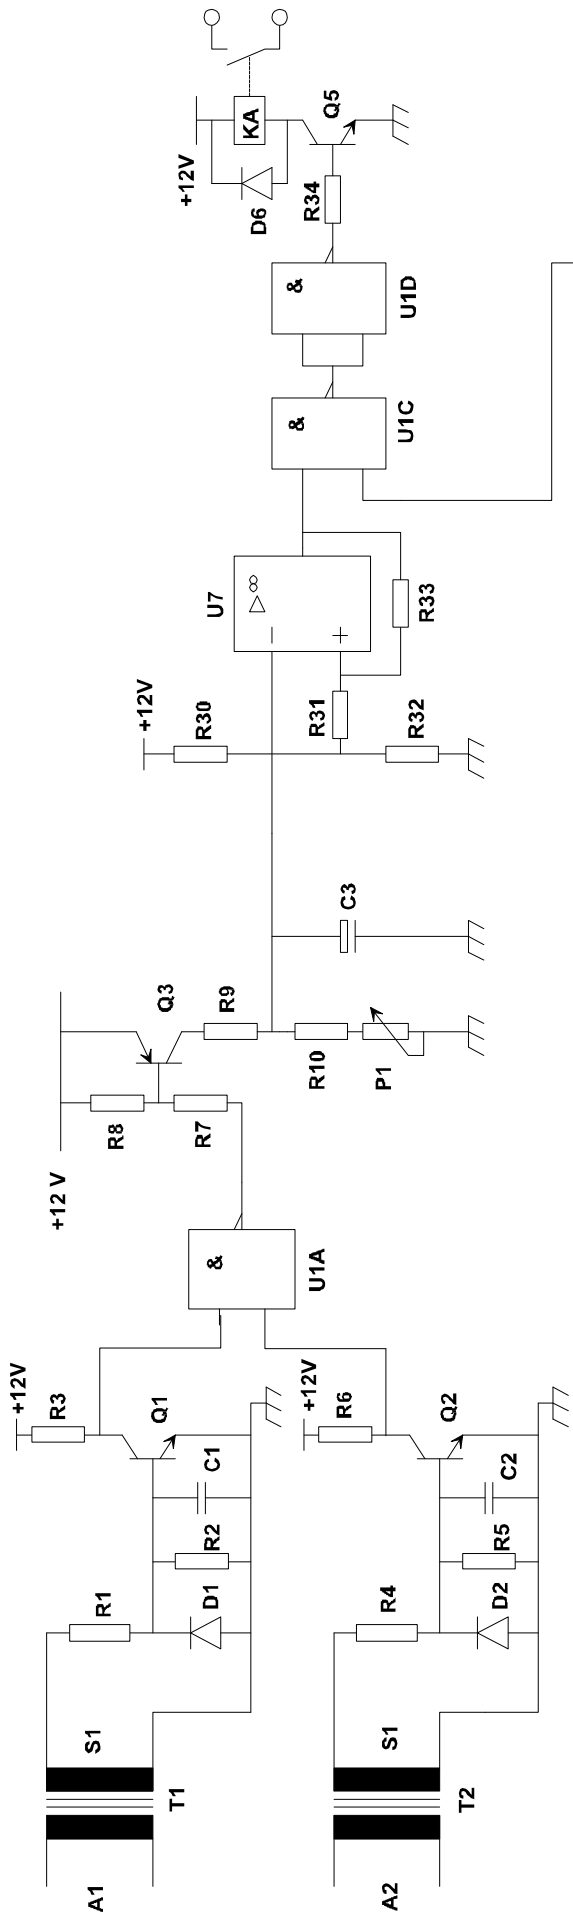 A1
T1
S1
R1
D1
R2
C1
+12V
R3
Q1
A2
T2
S1
R4
D2
R5
C2
+12V
R6
Q2
&
U1A
+12 V
R8
R7
Q3
R9
R10
P1
C3
+12V
R30
R31
R32
U7
▷∞
−
+
R33
&
U1C
&
U1D
R34
+12V
D6
KA
Q5